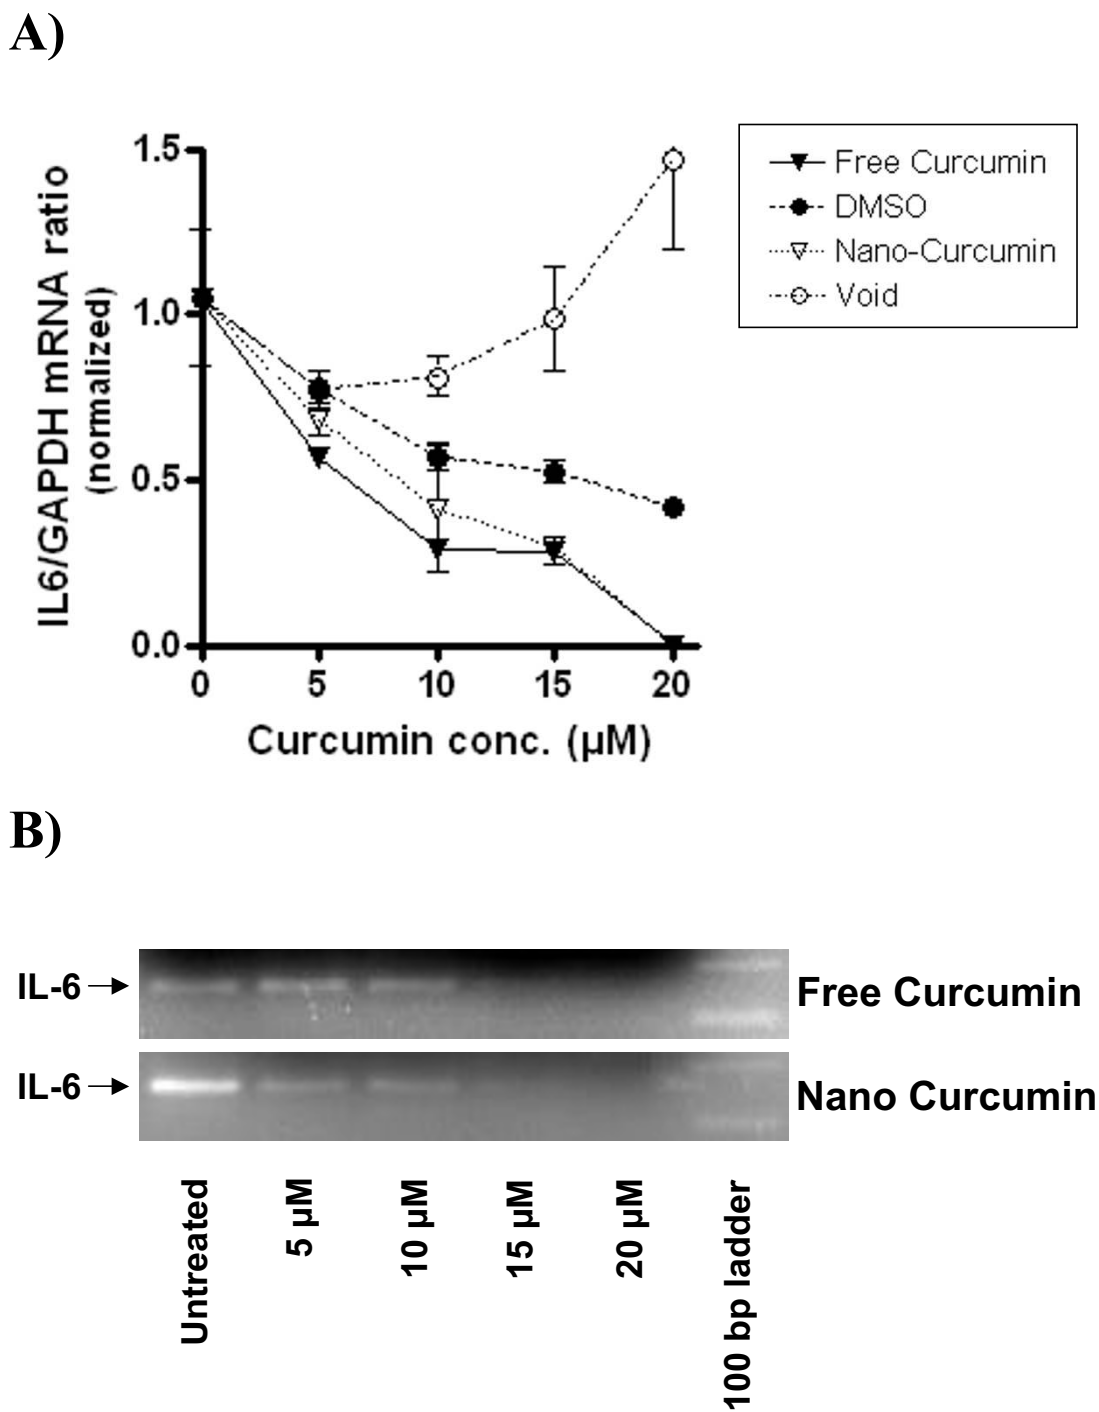 A)
IL6/GAPDH mRNA ratio
(normalized)
1.5
1.0
0.5
0.0
0 5 10 15 20
Curcumin conc. (µM)
Free Curcumin
DMSO
Nano-Curcumin
Void
B)
IL-6
Free Curcumin
IL-6
Nano Curcumin
Untreated
5 µM
10 µM
15 µM
20 µM
100 bp ladder